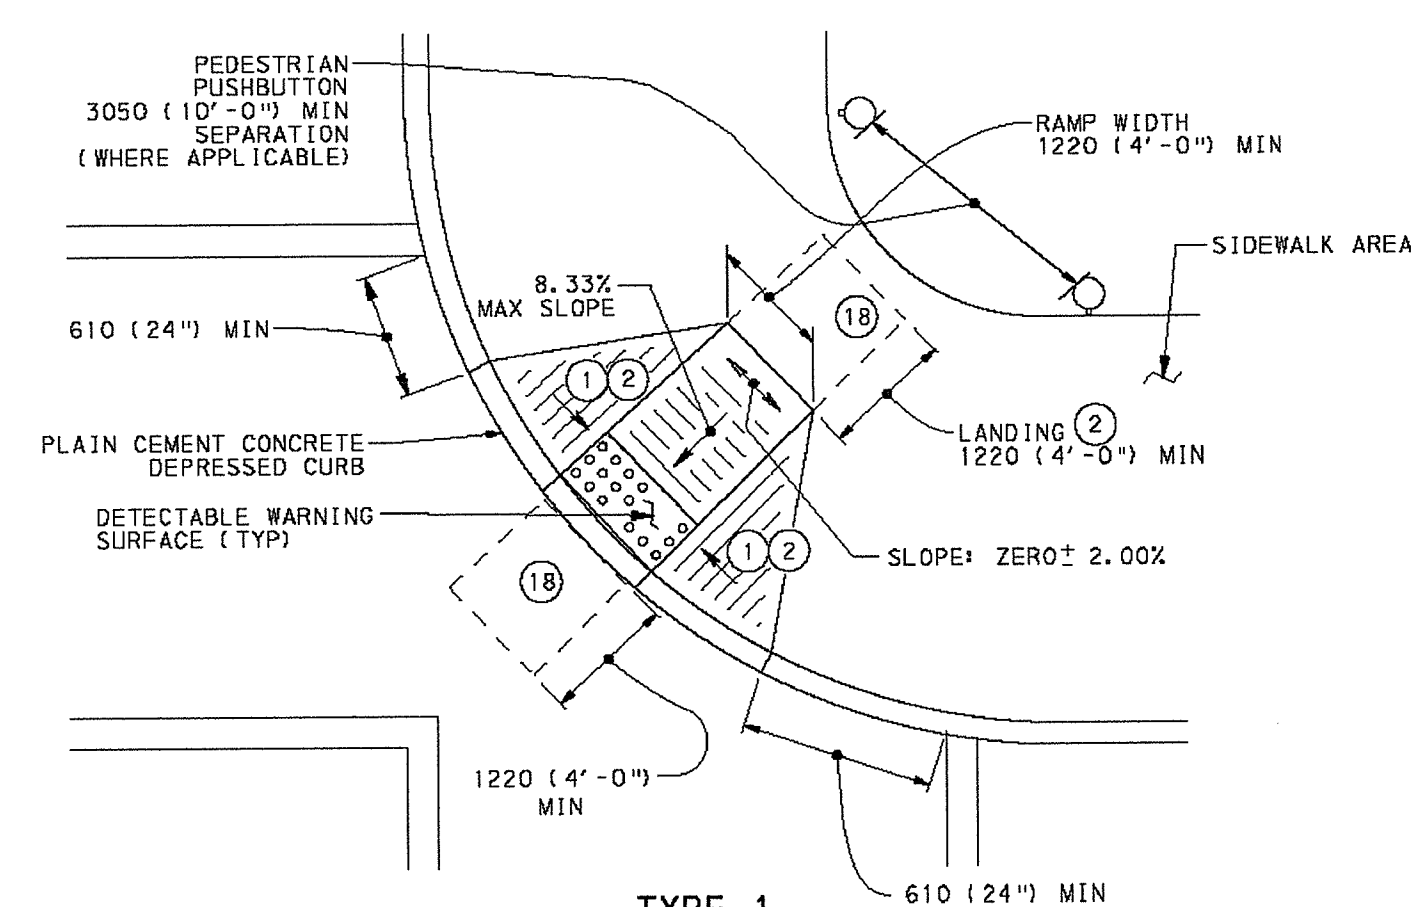 PEDESTRIAN
PUSHBUTTON
3050 (10'-0") MIN
SEPARATION
(WHERE APPLICABLE)
RAMP WIDTH
1220 (4'-0") MIN
SIDEWALK AREA
8.33%
MAX SLOPE
18
610 (24") MIN
1 2
PLAIN CEMENT CONCRETE
DEPRESSED CURB
LANDING 2
1220 (4'-0") MIN
DETECTABLE WARNING
SURFACE (TYP)
1 2
SLOPE: ZERO± 2.00%
18
1220 (4'-0")
MIN
610 (24") MIN
TYPE 1